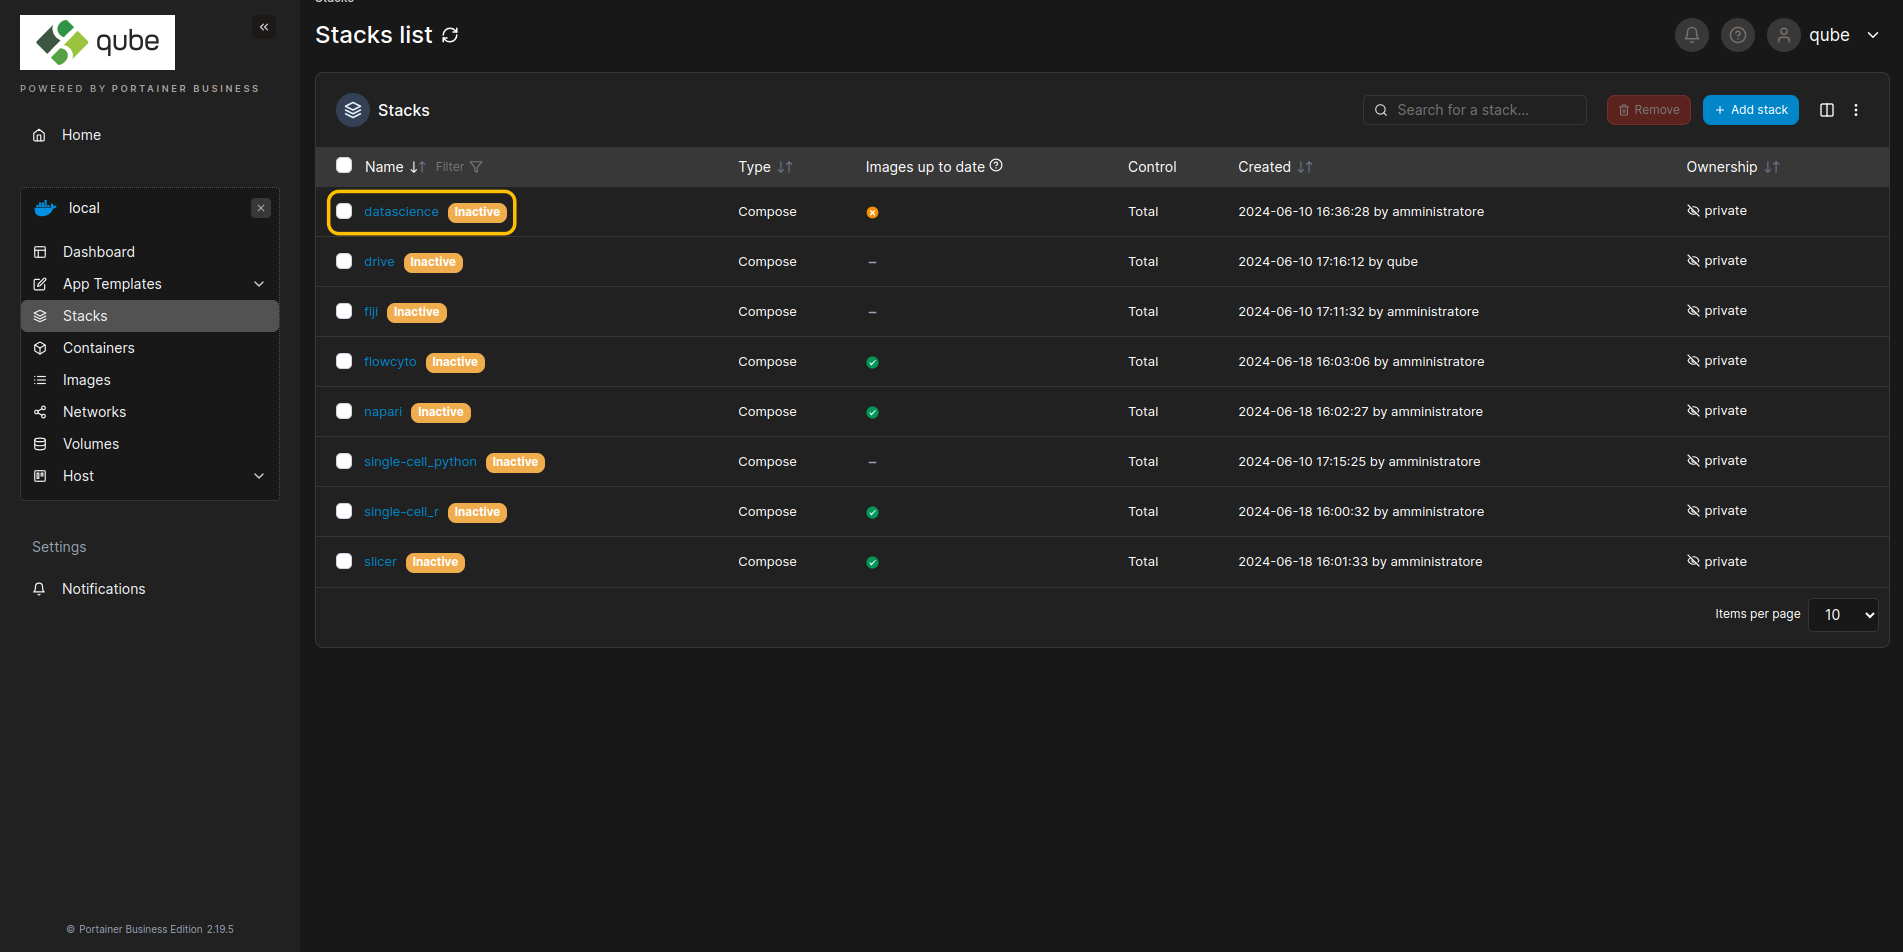 Stacks
qube
POWERED BY PORTAINER BUSINESS
Home
local
Dashboard
App Templates
Stacks
Containers
Images
Networks
Volumes
Host
Settings
Notifications
© Portainer Business Edition 2.19.5
Stacks list
qube
Stacks
Search for a stack...
Remove
+ Add stack
Name Filter Type Images up to date Control Created Ownership
datascience Inactive Compose Total 2024-06-10 16:36:28 by amministratore private
drive Inactive Compose – Total 2024-06-10 17:16:12 by qube private
fiji Inactive Compose – Total 2024-06-10 17:11:32 by amministratore private
flowcyto Inactive Compose Total 2024-06-18 16:03:06 by amministratore private
napari Inactive Compose Total 2024-06-18 16:02:27 by amministratore private
single-cell_python Inactive Compose – Total 2024-06-10 17:15:25 by amministratore private
single-cell_r Inactive Compose Total 2024-06-18 16:00:32 by amministratore private
slicer Inactive Compose Total 2024-06-18 16:01:33 by amministratore private
Items per page 10